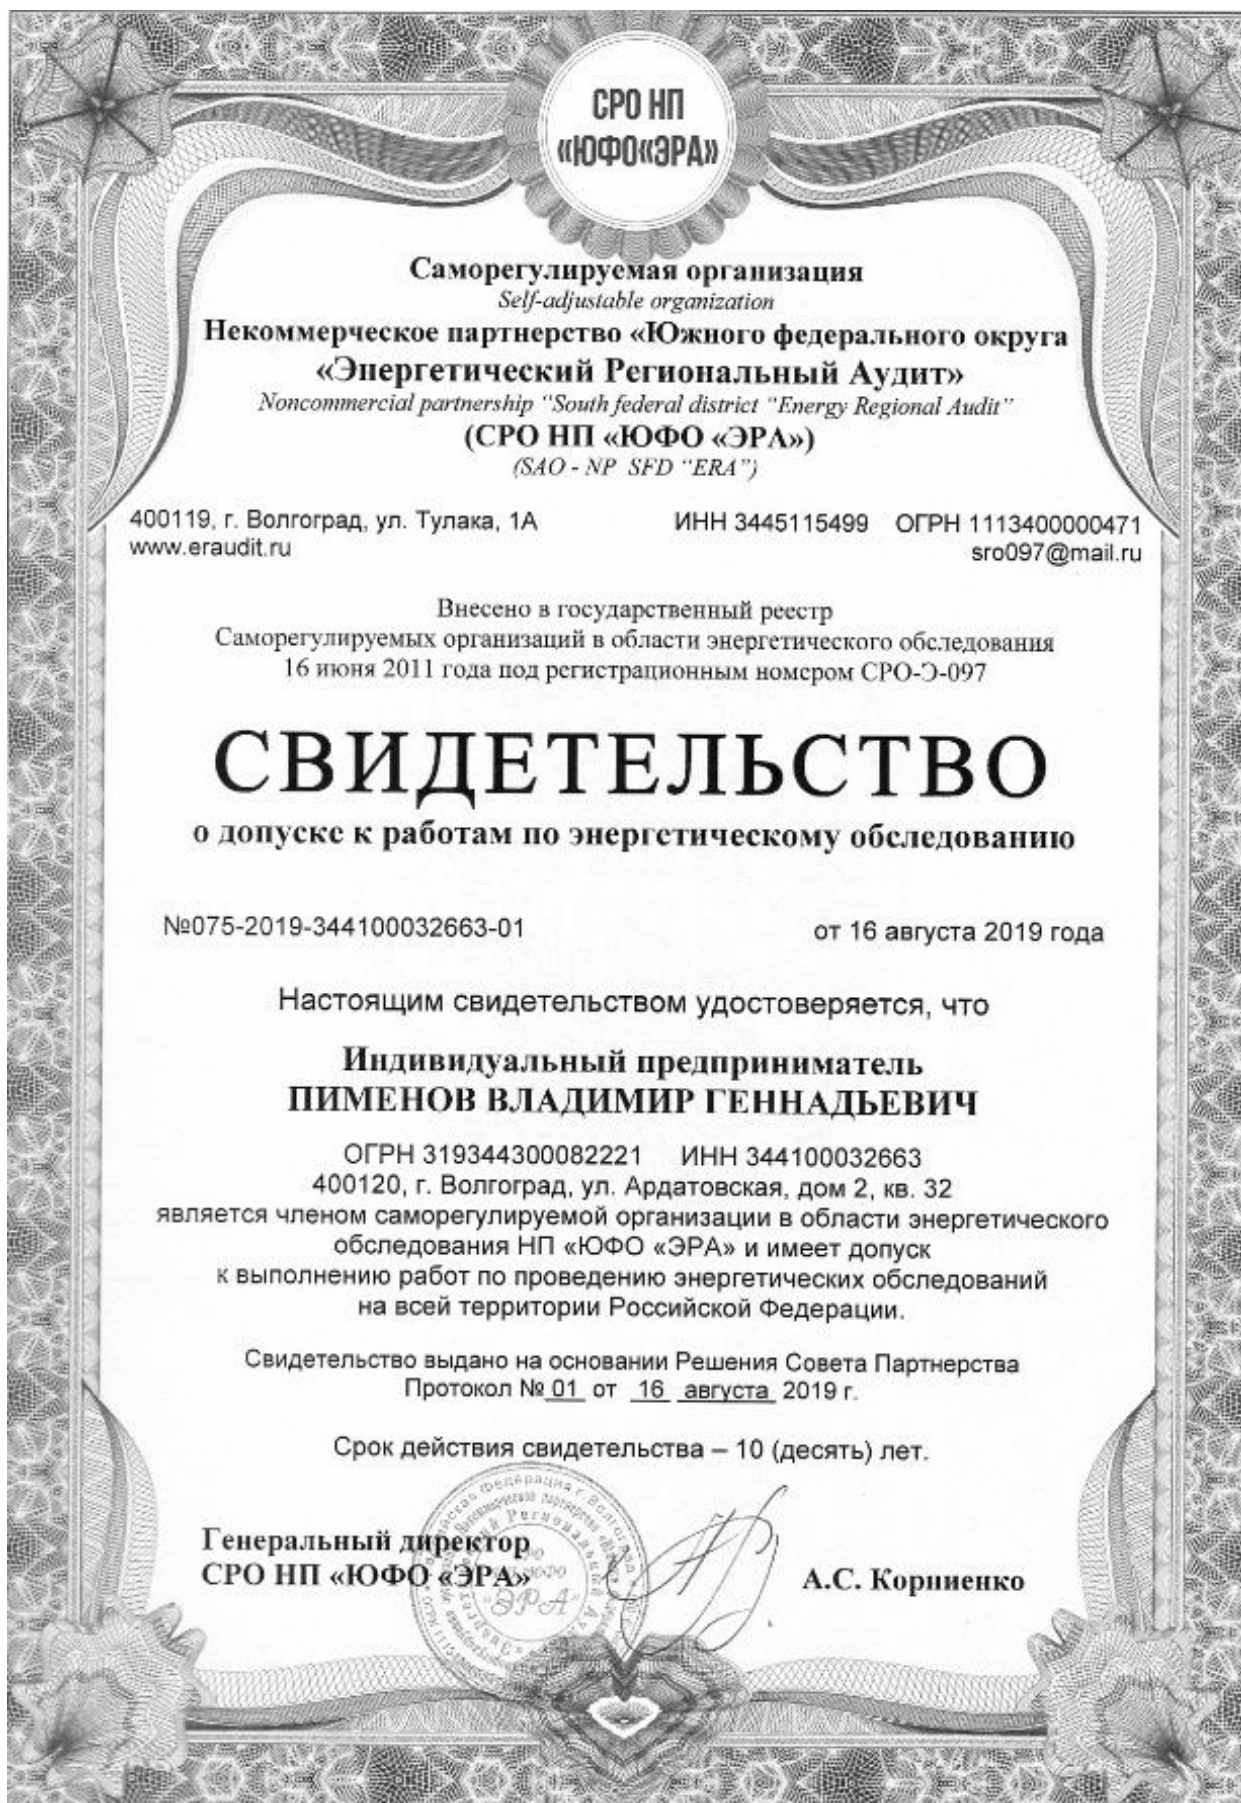 СРО НП
«ЮФО«ЭРА»
Саморегулируемая организация
Self-adjustable organization
Некоммерческое партнерство «Южного федерального округа
«Энергетический Региональный Аудит»
Noncommercial partnership "South federal district "Energy Regional Audit"
(СРО НП «ЮФО «ЭРА»)
(SAO - NP SFD "ERA")
400119, г. Волгоград, ул. Тулака, 1А ИНН 3445115499 ОГРН 1113400000471
www.eraudit.ru sro097@mail.ru
Внесено в государственный реестр
Саморегулируемых организаций в области энергетического обследования
16 июня 2011 года под регистрационным номером СРО-Э-097
СВИДЕТЕЛЬСТВО
о допуске к работам по энергетическому обследованию
№075-2019-344100032663-01 от 16 августа 2019 года
Настоящим свидетельством удостоверяется, что
Индивидуальный предприниматель
ПИМЕНОВ ВЛАДИМИР ГЕННАДЬЕВИЧ
ОГРН 319344300082221 ИНН 344100032663
400120, г. Волгоград, ул. Ардатовская, дом 2, кв. 32
является членом саморегулируемой организации в области энергетического
обследования НП «ЮФО «ЭРА» и имеет допуск
к выполнению работ по проведению энергетических обследований
на всей территории Российской Федерации.
Свидетельство выдано на основании Решения Совета Партнерства
Протокол № 01 от 16 августа 2019 г.
Срок действия свидетельства – 10 (десять) лет.
Генеральный директор
СРО НП «ЮФО «ЭРА» А.С. Корниенко
"ЭРА"